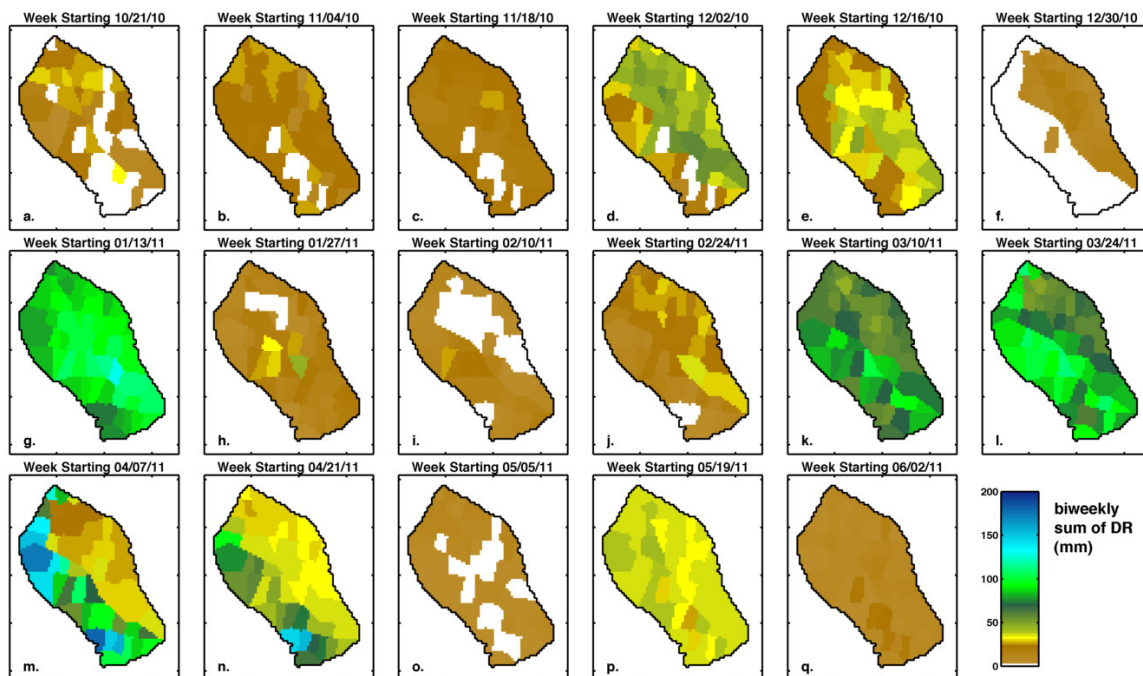 Week Starting 10/21/10 Week Starting 11/04/10 Week Starting 11/18/10 Week Starting 12/02/10 Week Starting 12/16/10 Week Starting 12/30/10
a. b. c. d. e. f.
Week Starting 01/13/11 Week Starting 01/27/11 Week Starting 02/10/11 Week Starting 02/24/11 Week Starting 03/10/11 Week Starting 03/24/11
g. h. i. j. k. l.
Week Starting 04/07/11 Week Starting 04/21/11 Week Starting 05/05/11 Week Starting 05/19/11 Week Starting 06/02/11
m. n. o. p. q.
200
150
100
50
0
biweekly
sum of DR
(mm)